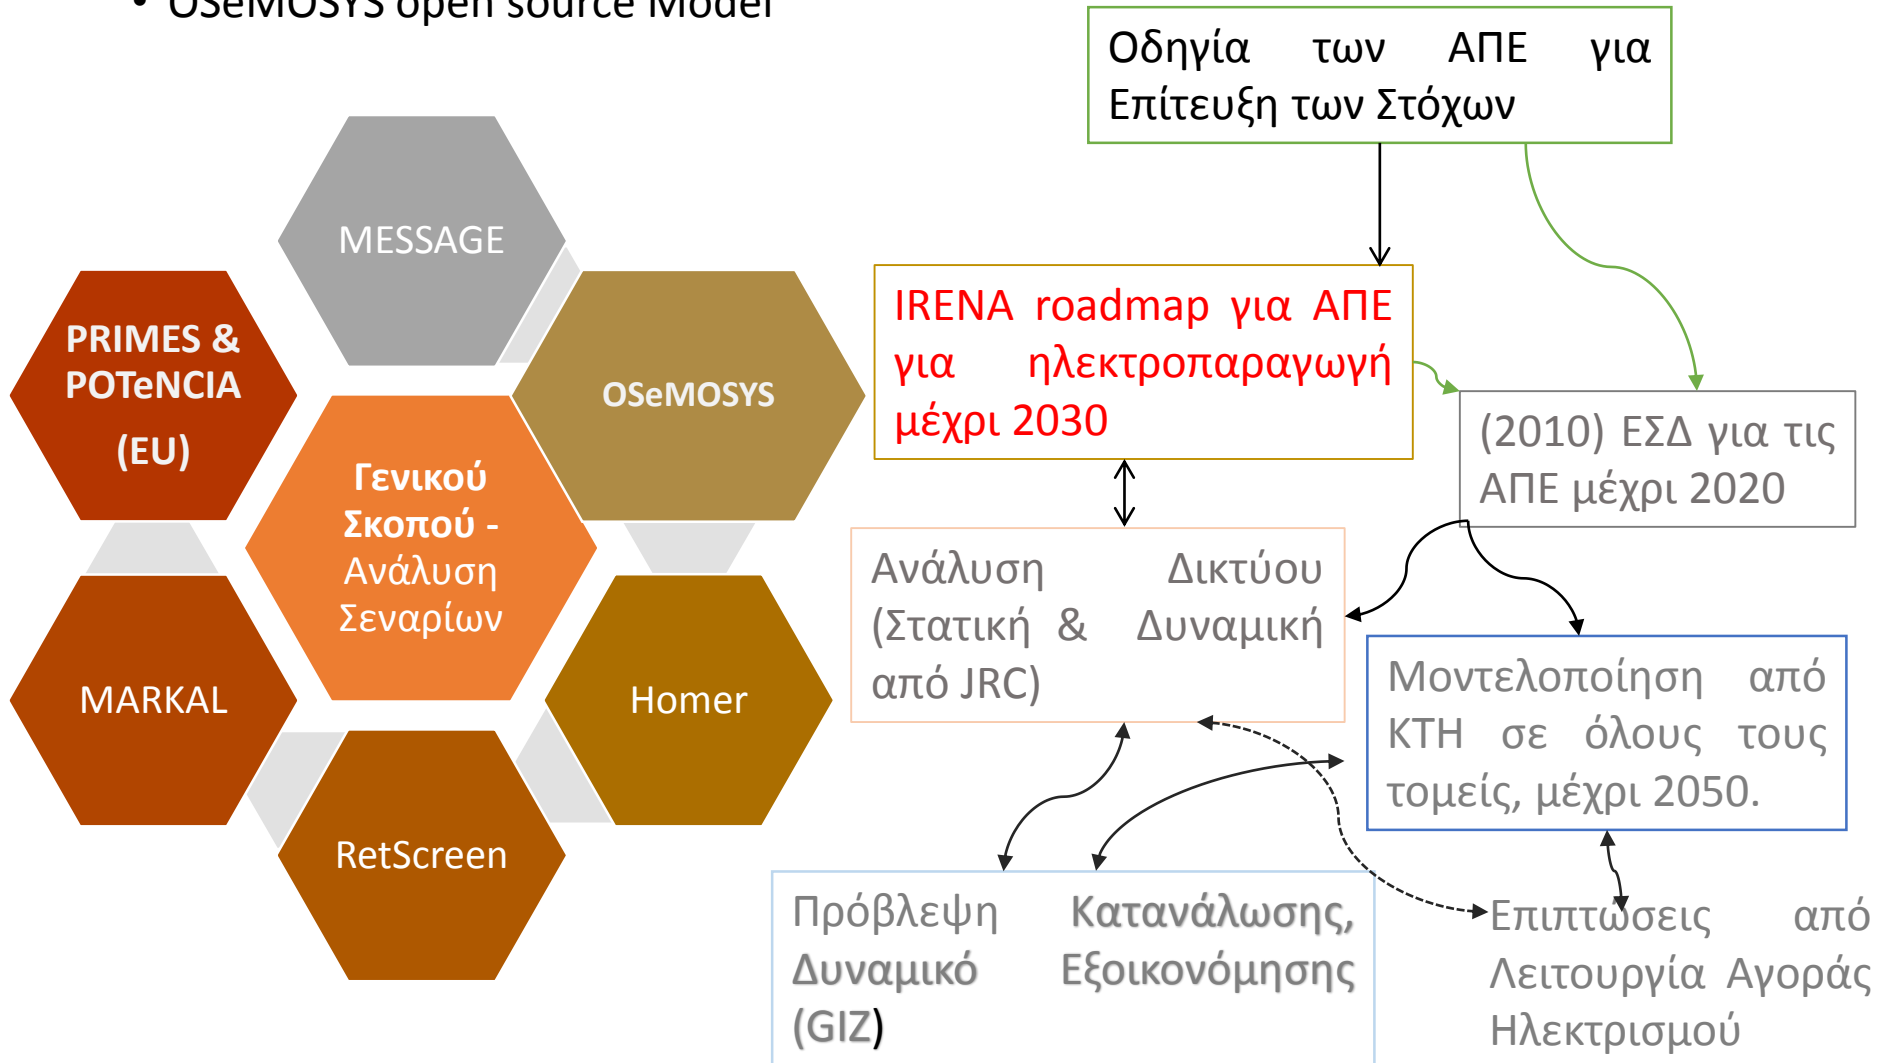 • OSeMOSYS open source Model
MESSAGE
PRIMES &
POTeNCIA
(EU)
OSeMOSYS
Γενικού
Σκοπού -
Ανάλυση
Σεναρίων
MARKAL
Homer
RetScreen
Οδηγία των ΑΠΕ για
Επίτευξη των Στόχων
IRENA roadmap για ΑΠΕ
για ηλεκτροπαραγωγή
μέχρι 2030
(2010) ΕΣΔ για τις
ΑΠΕ μέχρι 2020
Ανάλυση Δικτύου
(Στατική & Δυναμική
από JRC)
Μοντελοποίηση από
KTH σε όλους τους
τομείς, μέχρι 2050.
Πρόβλεψη Κατανάλωσης,
Δυναμικό Εξοικονόμησης
(GIZ)
Επιπτώσεις από
Λειτουργία Αγοράς
Ηλεκτρισμού